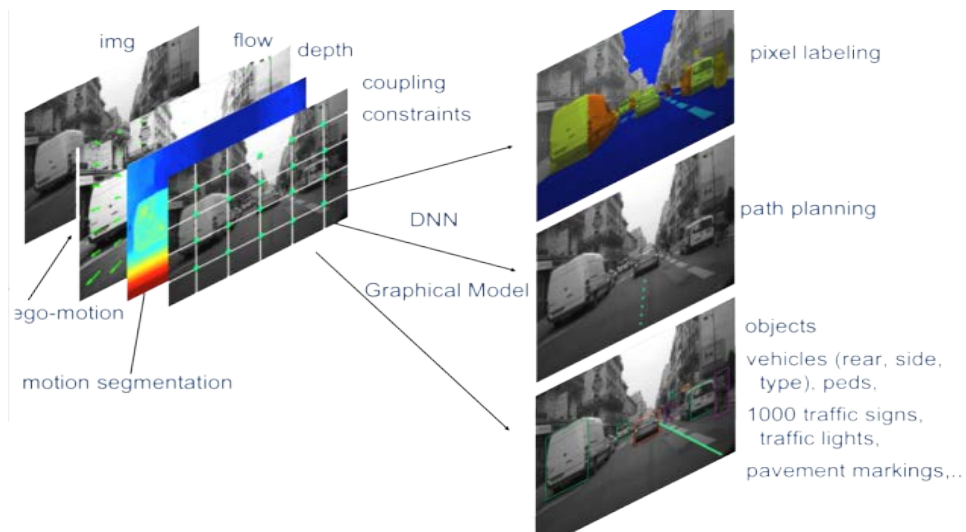 img
flow
depth
coupling
constraints
ego-motion
motion segmentation
DNN
Graphical Model
pixel labeling
path planning
objects
vehicles (rear, side,
type), peds,
1000 traffic signs,
traffic lights,
pavement markings,..